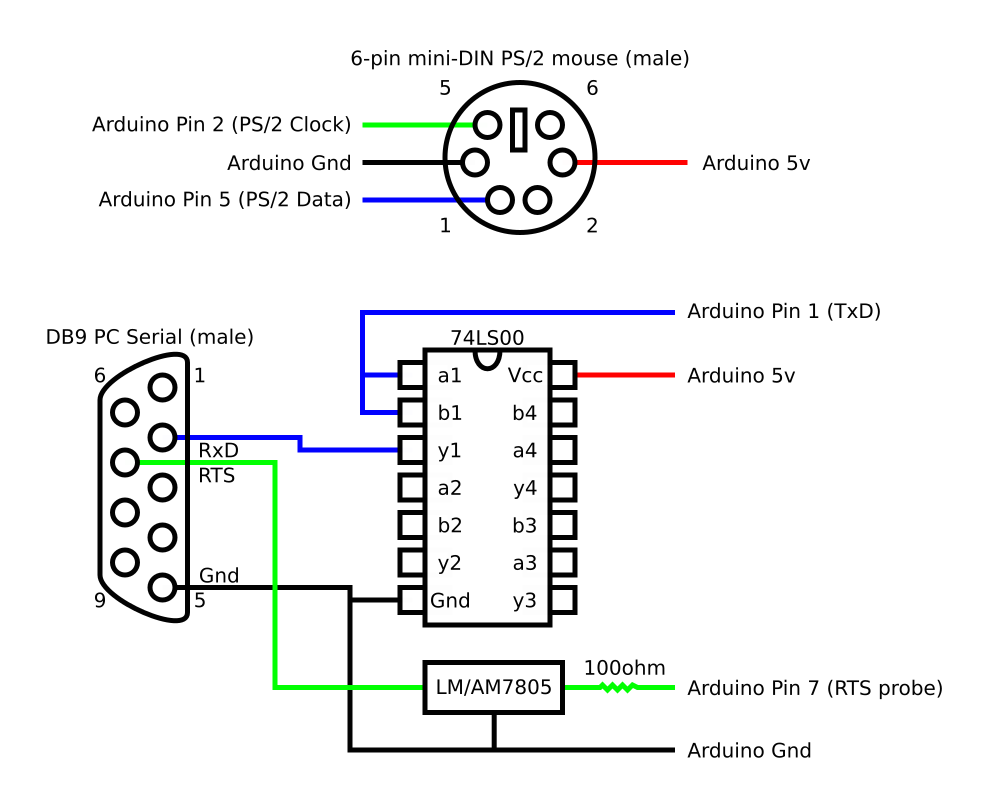 6-pin mini-DIN PS/2 mouse (male)
5 6
Arduino Pin 2 (PS/2 Clock)
Arduino Gnd Arduino 5v
Arduino Pin 5 (PS/2 Data)
1 2
Arduino Pin 1 (TxD)
DB9 PC Serial (male) 74LS00
6 1 a1 Vcc Arduino 5v
b1 b4
RxD y1 a4
RTS
a2 y4
b2 b3
y2 a3
Gnd
9 5 Gnd y3
100ohm
LM/AM7805 Arduino Pin 7 (RTS probe)
Arduino Gnd